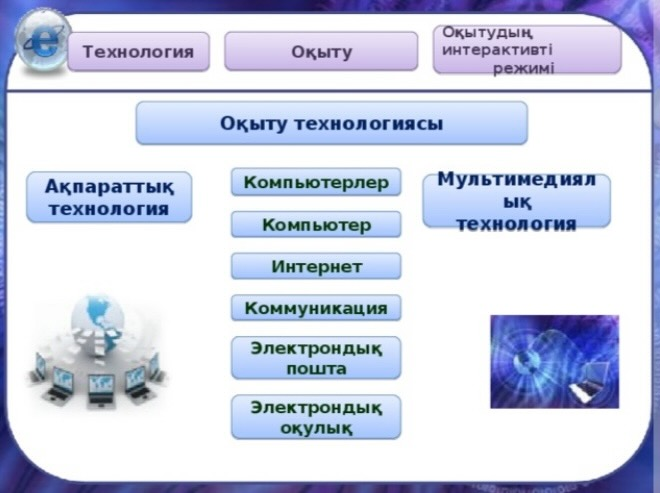 Технология
Оқыту
Оқытудың
интерактивті
режимі
Оқыту технологиясы
Ақпараттық
технология
Компьютерлер
Компьютер
Интернет
Коммуникация
Электрондық
пошта
Электрондық
оқулық
Мультимедиял
ық
технология